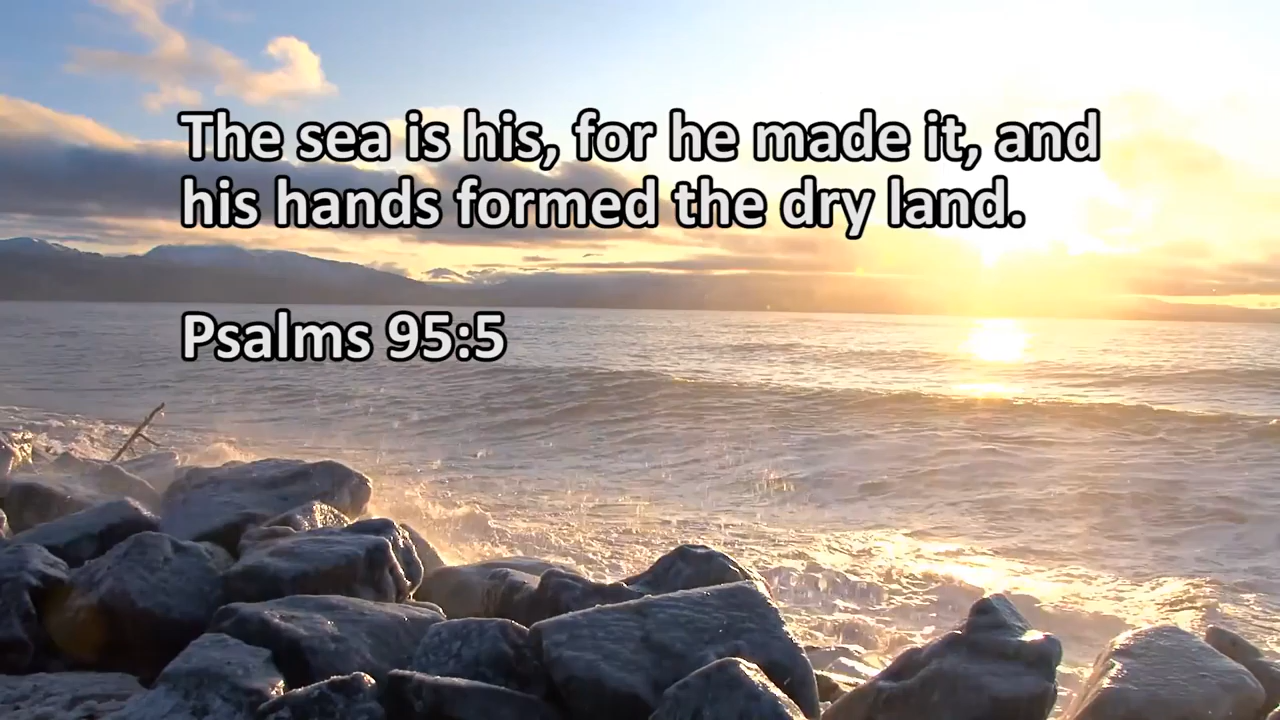 The sea is his, for he made it, and
his hands formed the dry land.
Psalms 95:5